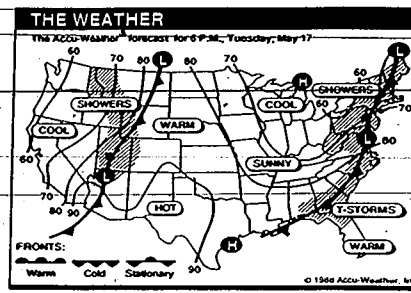 THE WEATHER
The Accu-Weather forecast for 6 P.M., Tuesday, May 17
60 70 80 L 80 70 L
H
SHOWERS COOL SHOWERS
60 60 70
COOL WARM L 80
60 SUNNY
70 L
80 90 HOT T-STORMS
H WARM
FRONTS:
90
Warm Cold Stationary
© Accu-Weather,